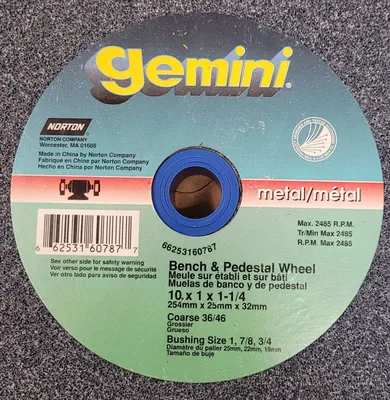 gemini
NORTON
NORTON COMPANY
Worcester, MA 01606
Made in China by Norton Company
Fabriqué en Chine par Norton Company
Hecho en China por Norton Company
metal/métal
Max. 2485 R.P.M.
Tr/Min Max 2485
R.P.M. Max 2485
6 62531 60787 7
66253160787
See other side for safety warning
Voir verso pour le message de sécurité
Ver otro lado para aviso de seguridad
Bench & Pedestal Wheel
Meule sur établi et sur bâti
Muelas de banco y de pedestal
10 x 1 x 1-1/4
254mm x 25mm x 32mm
Coarse 36/46
Grossier
Grueso
Bushing Size 1, 7/8, 3/4
Diamètre du palier 25mm, 22mm, 19mm
Tamaño de buje